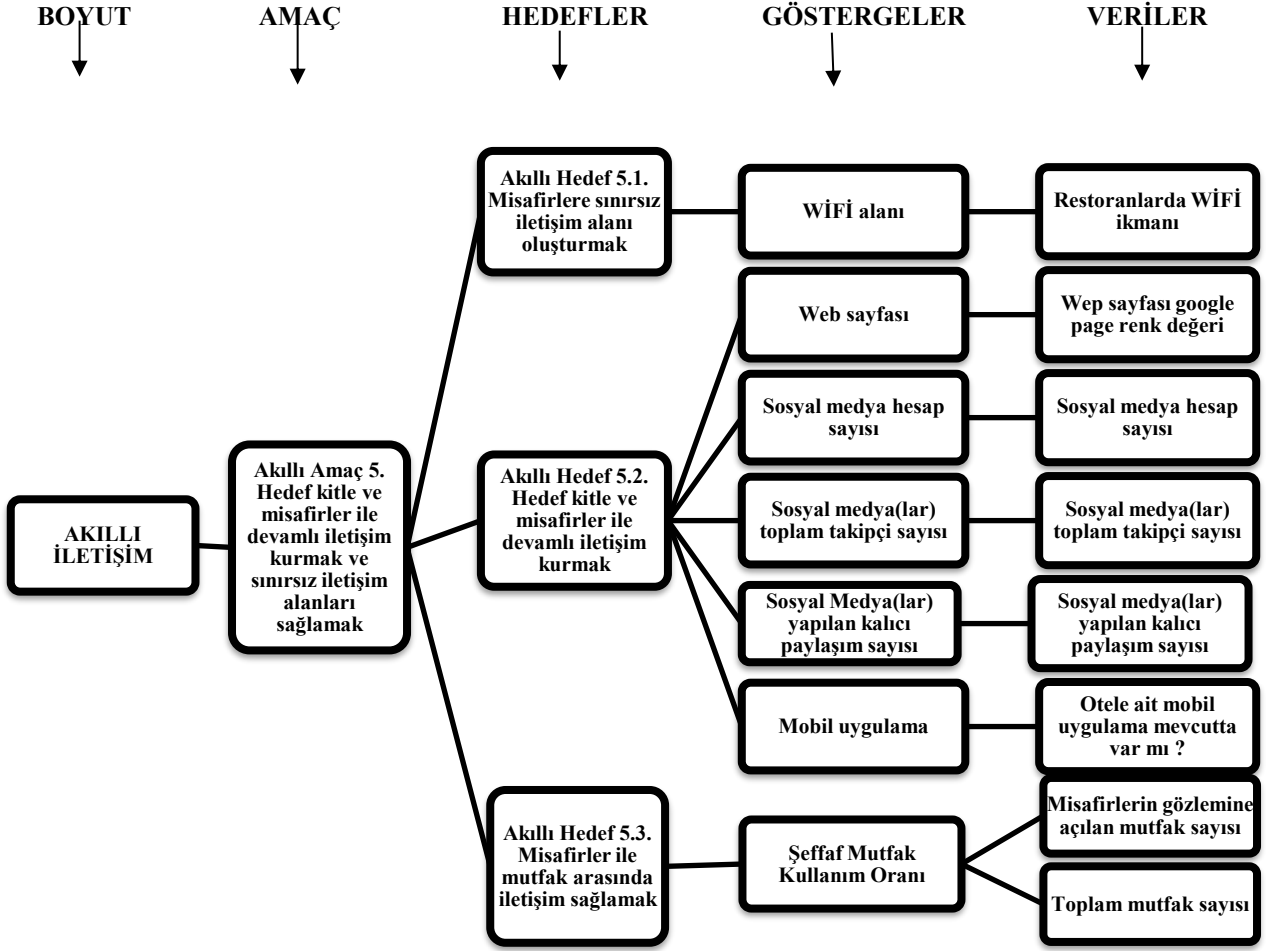 BOYUT AMAÇ HEDEFLER GÖSTERGELER VERİLER
AKILLI
İLETİŞİM
Akıllı Amaç 5.
Hedef kitle ve
misafirler ile
devamlı iletişim
kurmak ve
sınırsız iletişim
alanları
sağlamak
Akıllı Hedef 5.1.
Misafirlere sınırsız
iletişim alanı
oluşturmak
WİFİ alanı
Restoranlarda WİFİ
ikmanı
Akıllı Hedef 5.2.
Hedef kitle ve
misafirler ile
devamlı iletişim
kurmak
Web sayfası
Wep sayfası google
page renk değeri
Sosyal medya hesap
sayısı
Sosyal medya hesap
sayısı
Sosyal medya(lar)
toplam takipçi sayısı
Sosyal medya(lar)
toplam takipçi sayısı
Sosyal Medya(lar)
yapılan kalıcı
paylaşım sayısı
Sosyal medya(lar)
yapılan kalıcı
paylaşım sayısı
Mobil uygulama
Otele ait mobil
uygulama mevcutta
var mı ?
Akıllı Hedef 5.3.
Misafirler ile
mutfak arasında
iletişim sağlamak
Şeffaf Mutfak
Kullanım Oranı
Misafirlerin gözlemine
açılan mutfak sayısı
Toplam mutfak sayısı